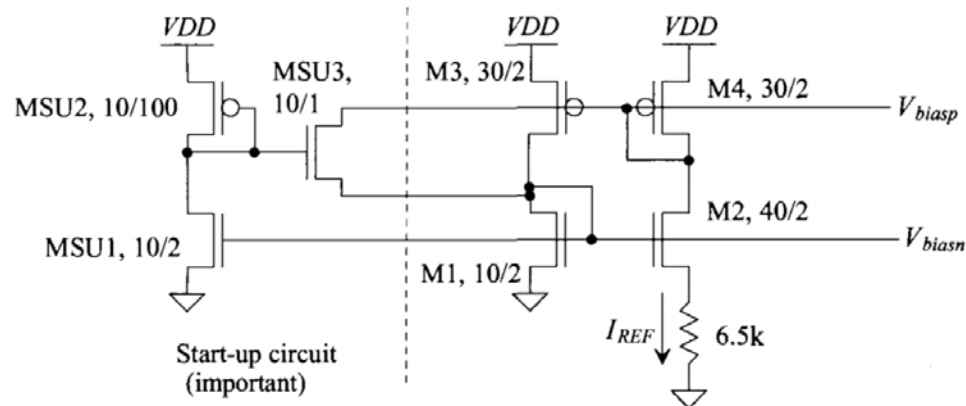 VDD
VDD
VDD
MSU3,
10/1
M3, 30/2
M4, 30/2
MSU2, 10/100
V_biasp
M2, 40/2
V_biasn
MSU1, 10/2
M1, 10/2
I_REF
6.5k
Start-up circuit
(important)